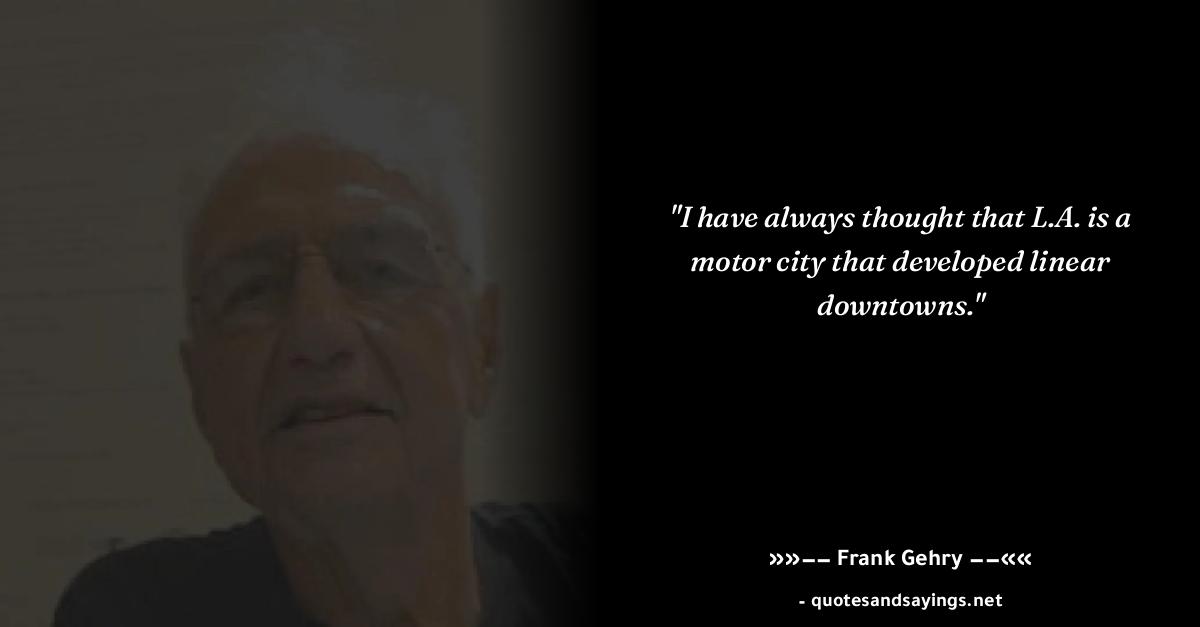 "I have always thought that L.A. is a
motor city that developed linear
downtowns."
»»−− Frank Gehry −−««
- quotesandsayings.net